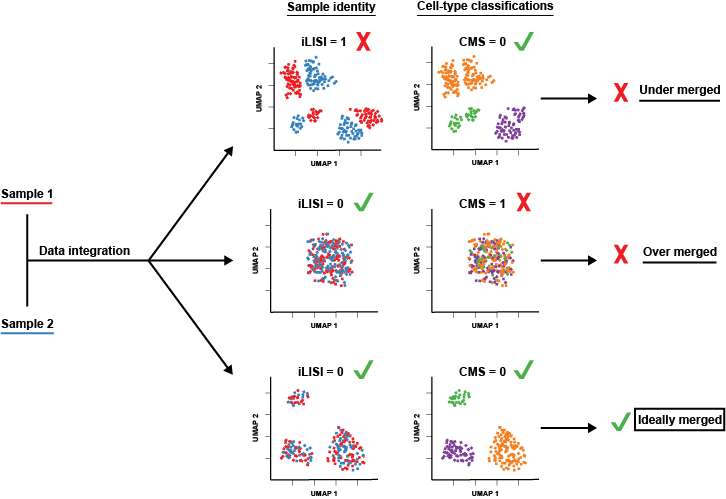 Sample identity
Cell-type classifications
iLISI = 1 X
CMS = 0
UMAP 2
UMAP 1
UMAP 2
UMAP 1
X Under merged
Sample 1
Data integration
Sample 2
iLISI = 0
CMS = 1 X
UMAP 2
UMAP 1
UMAP 2
UMAP 1
X Over merged
iLISI = 0
CMS = 0
UMAP 2
UMAP 1
UMAP 2
UMAP 1
Ideally merged